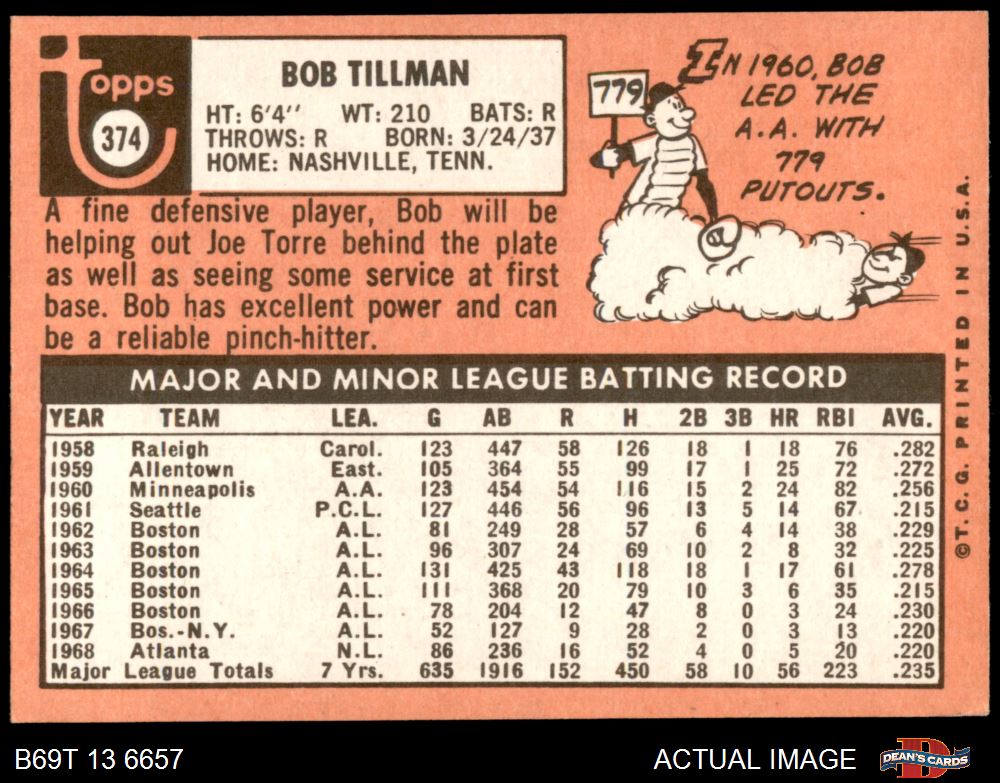 topps
374
BOB TILLMAN
HT: 6'4" WT: 210 BATS: R
THROWS: R BORN: 3/24/37
HOME: NASHVILLE, TENN.
A fine defensive player, Bob will be
helping out Joe Torre behind the plate
as well as seeing some service at first
base. Bob has excellent power and can
be a reliable pinch-hitter.
779
IN 1960, BOB
LED THE
A.A. WITH
779
PUTOUTS.
MAJOR AND MINOR LEAGUE BATTING RECORD
YEAR TEAM LEA. G AB R H 2B 3B HR RBI AVG.
1958 Raleigh Carol. 123 447 58 126 18 1 18 76 .282
1959 Allentown East. 105 364 55 99 17 1 25 72 .272
1960 Minneapolis A.A. 123 454 54 116 15 2 24 82 .256
1961 Seattle P.C.L. 127 446 56 96 13 5 14 67 .215
1962 Boston A.L. 81 249 28 57 6 4 14 38 .229
1963 Boston A.L. 96 307 24 69 10 2 8 32 .225
1964 Boston A.L. 131 425 43 118 18 1 17 61 .278
1965 Boston A.L. 111 368 20 79 10 3 6 35 .215
1966 Boston A.L. 78 204 12 47 8 0 3 24 .230
1967 Bos.-N.Y. A.L. 52 127 9 28 2 0 3 13 .220
1968 Atlanta N.L. 86 236 16 52 4 0 5 20 .220
Major League Totals 7 Yrs. 635 1916 152 450 58 10 56 223 .235
©T.C.G. PRINTED IN U.S.A.
B69T 13 6657
ACTUAL IMAGE
DEAN'S CARDS